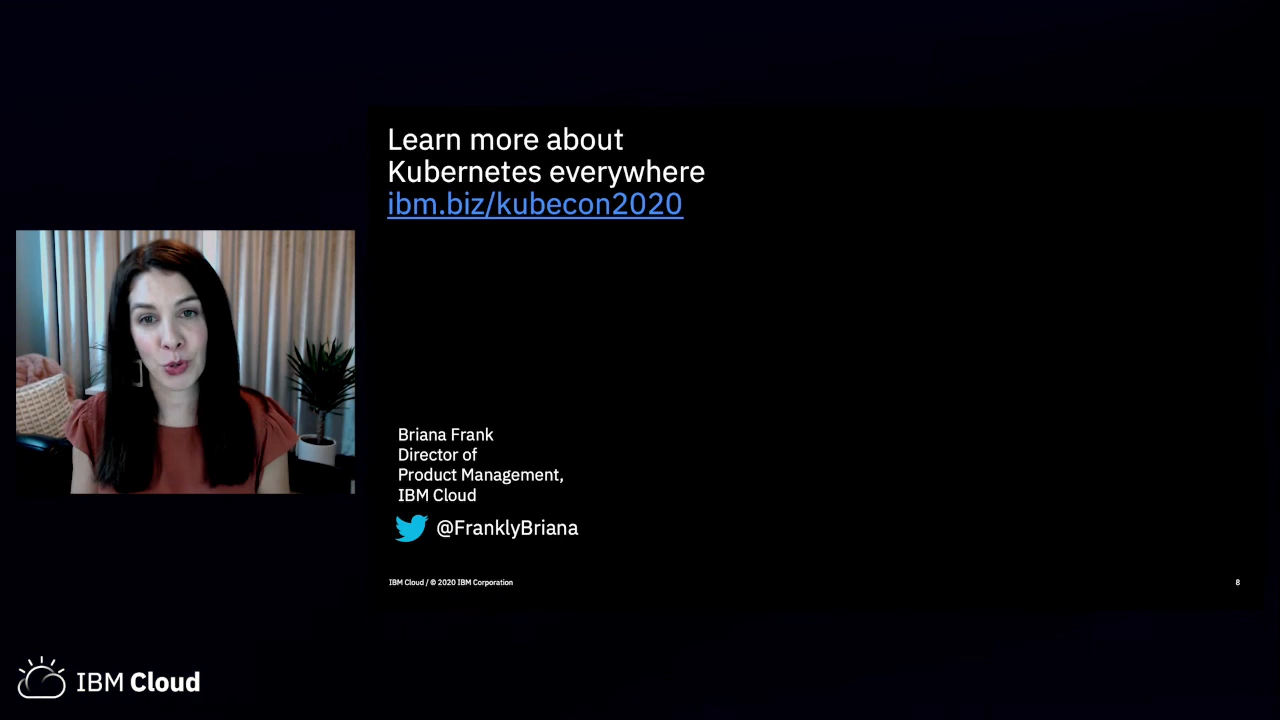 Learn more about
Kubernetes everywhere
ibm.biz/kubecon2020
Briana Frank
Director of
Product Management,
IBM Cloud
@FranklyBriana
IBM Cloud / © 2020 IBM Corporation
8
IBM Cloud